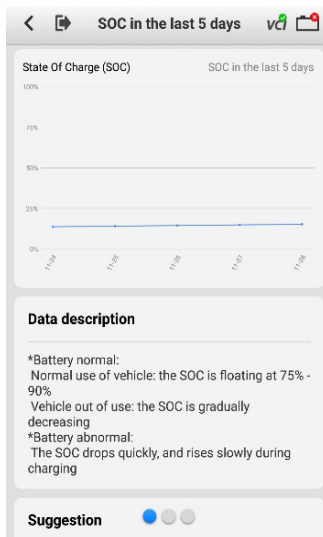 SOC in the last 5 days
vci
State Of Charge (SOC)
SOC in the last 5 days
100%
75%
50%
25%
0%
11-24
11-25
11-26
11-27
11-28
Data description
*Battery normal:
Normal use of vehicle: the SOC is floating at 75% -
90%
Vehicle out of use: the SOC is gradually
decreasing
*Battery abnormal:
The SOC drops quickly, and rises slowly during
charging
Suggestion